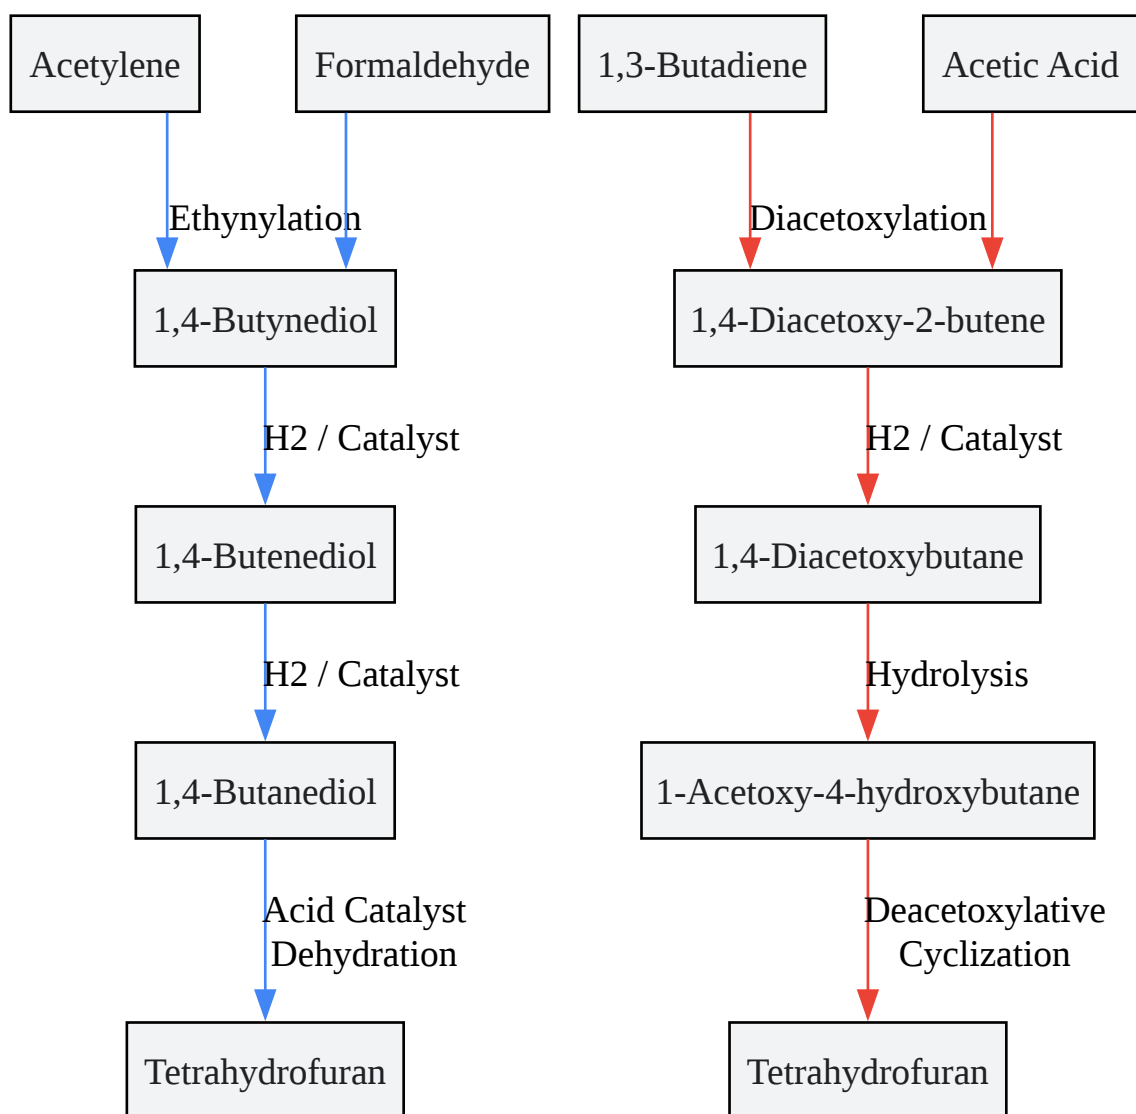 Acetylene
Formaldehyde
1,3-Butadiene
Acetic Acid
Ethynylation
Diacetoxylation
1,4-Butynediol
1,4-Diacetoxy-2-butene
H2 / Catalyst
H2 / Catalyst
1,4-Butenediol
1,4-Diacetoxybutane
H2 / Catalyst
Hydrolysis
1,4-Butanediol
1-Acetoxy-4-hydroxybutane
Acid Catalyst
Dehydration
Deacetoxylative
Cyclization
Tetrahydrofuran
Tetrahydrofuran